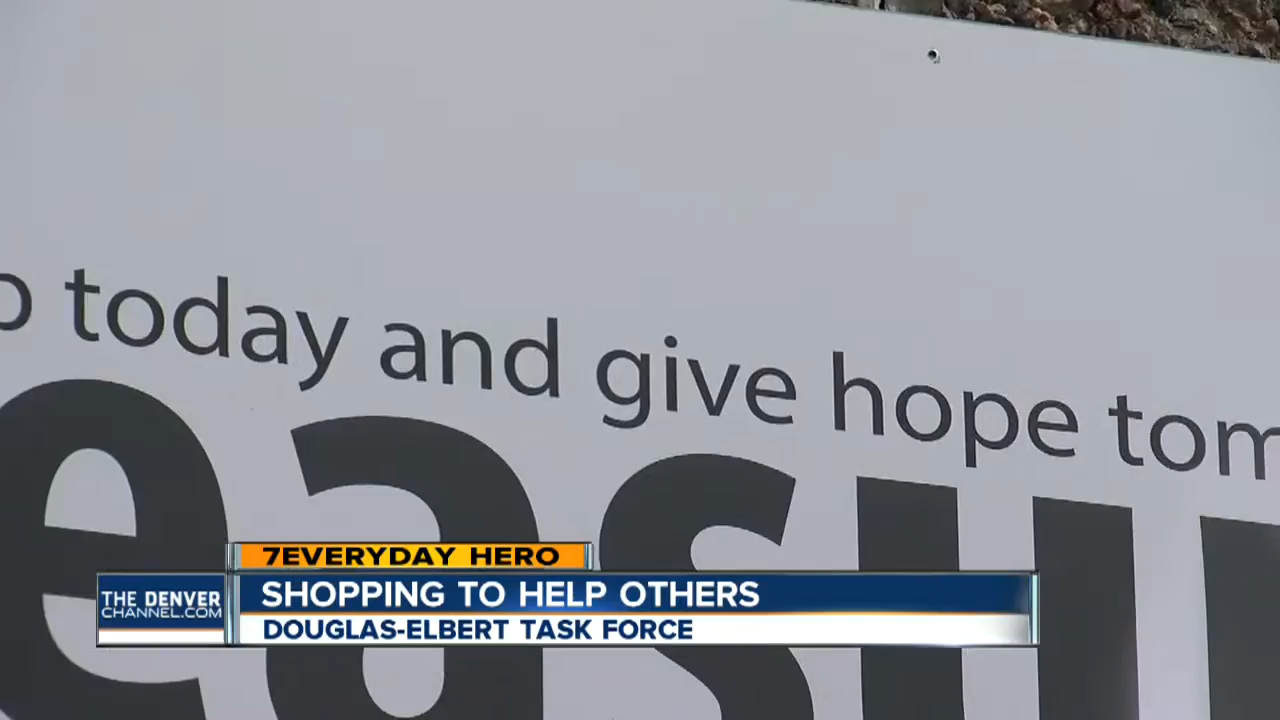 today and give hope
easu
7EVERYDAY HERO
THE DENVER
CHANNEL.COM
SHOPPING TO HELP OTHERS
DOUGLAS-ELBERT TASK FORCE